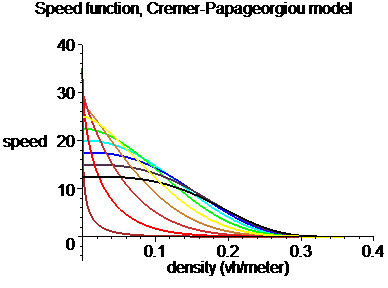 Speed function, Cremer-Papageorgiou model
40
30
speed 20
10
0
0.1 0.2 0.3 0.4
density (vh/meter)